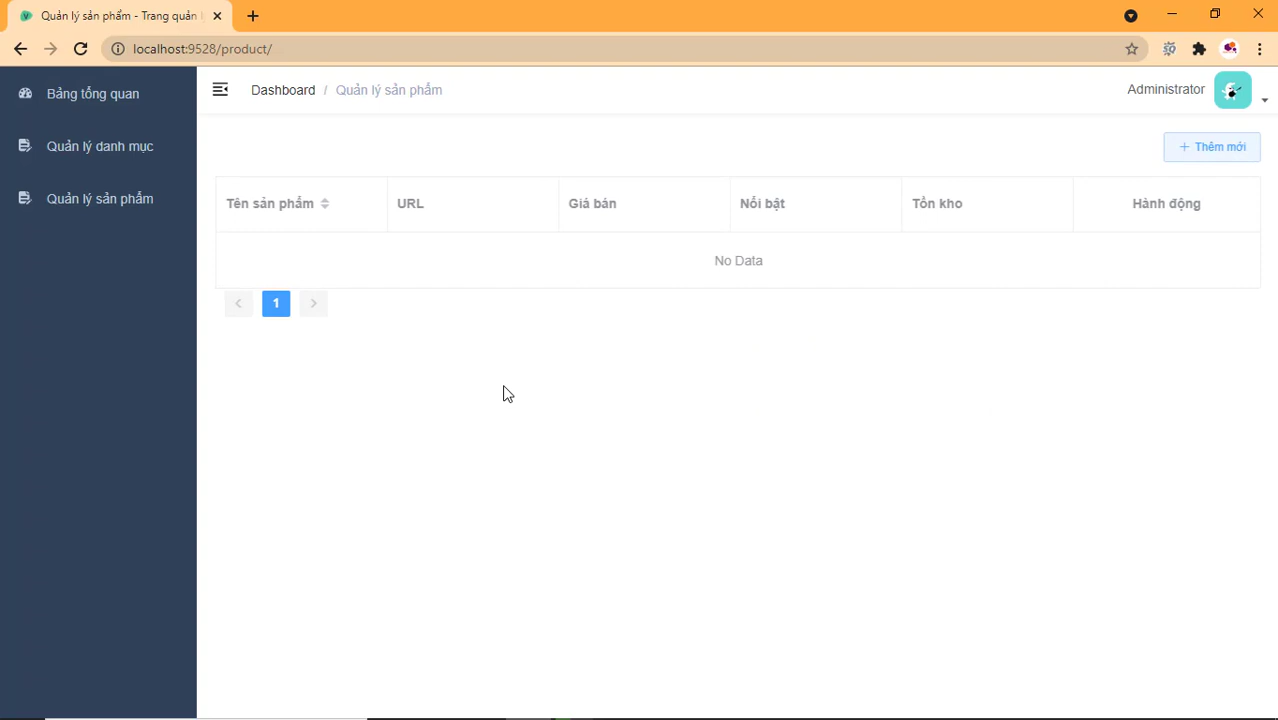 Quản lý sản phẩm - Trang quản l
localhost:9528/product/
Bảng tổng quan
Quản lý danh mục
Quản lý sản phẩm
Dashboard / Quản lý sản phẩm
Administrator
+ Thêm mới
Tên sản phẩm URL Giá bán Nổi bật Tồn kho Hành động
No Data
< 1 >